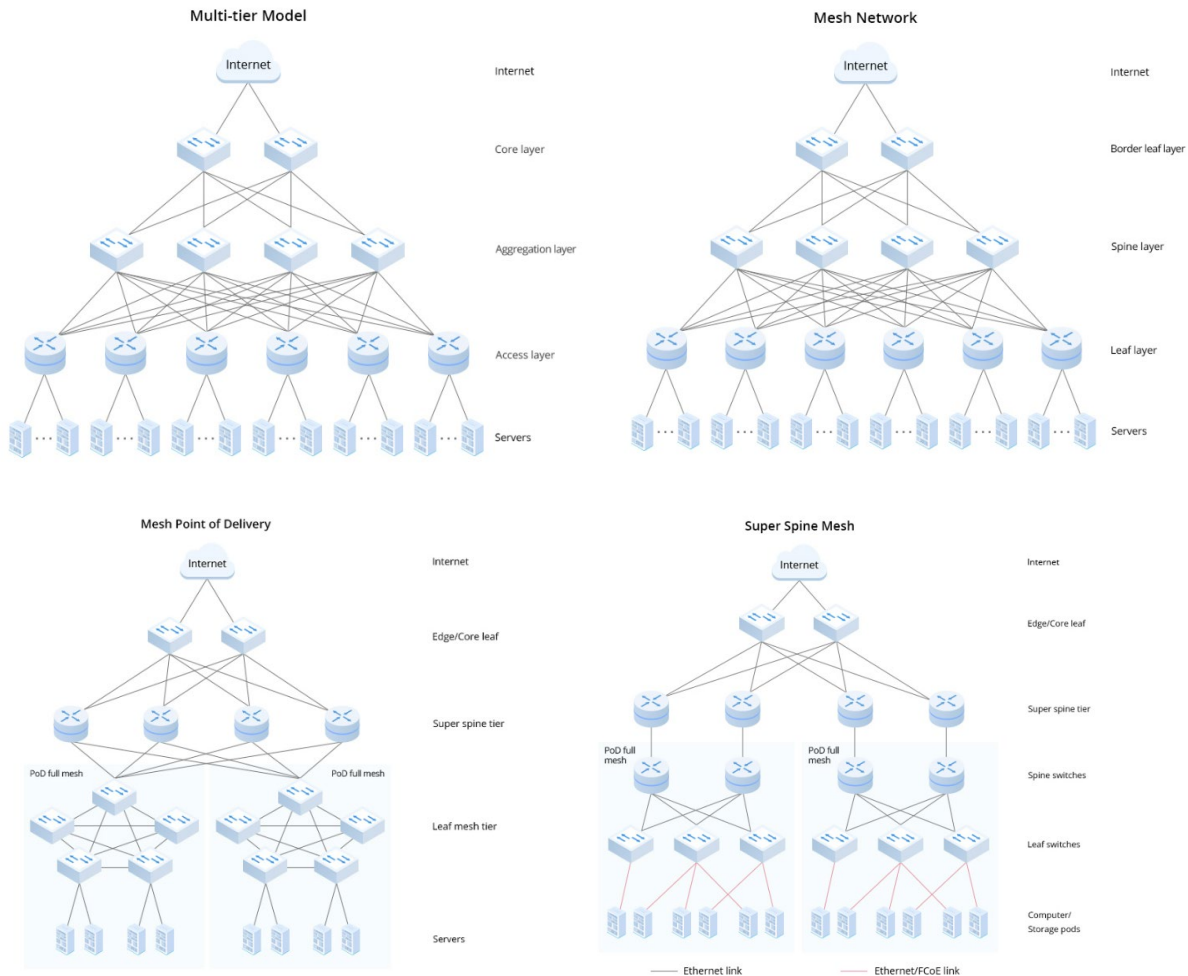 Multi-tier Model
Internet
Internet
Core layer
Aggregation layer
Access layer
Servers
Mesh Network
Internet
Internet
Border leaf layer
Spine layer
Leaf layer
Servers
Mesh Point of Delivery
Internet
Internet
Edge/Core leaf
Super spine tier
PoD full mesh
PoD full mesh
Leaf mesh tier
Servers
Super Spine Mesh
Internet
Internet
Edge/Core leaf
Super spine tier
PoD full
mesh
PoD full
mesh
Spine switches
Leaf switches
Computer/
Storage pods
Ethernet link
Ethernet/FCoE link